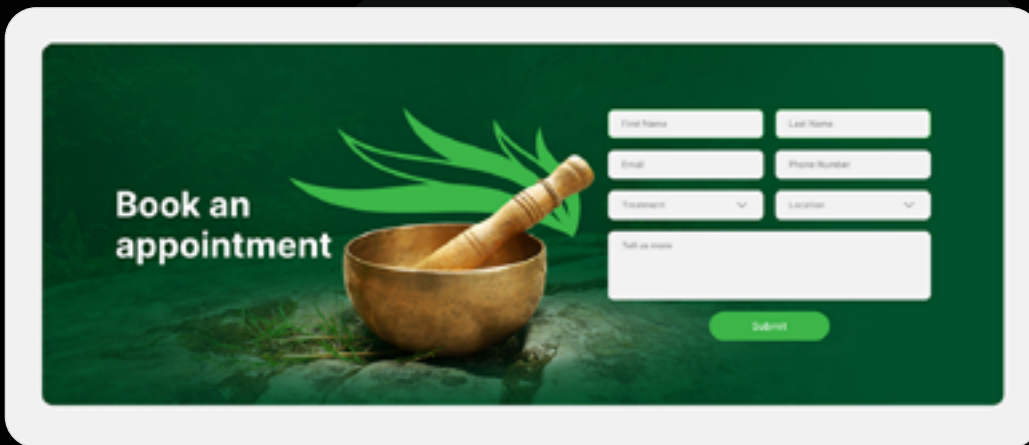 Book an
appointment
First Name
Last Name
Email
Phone Number
Treatment
Location
Tell us more
Submit